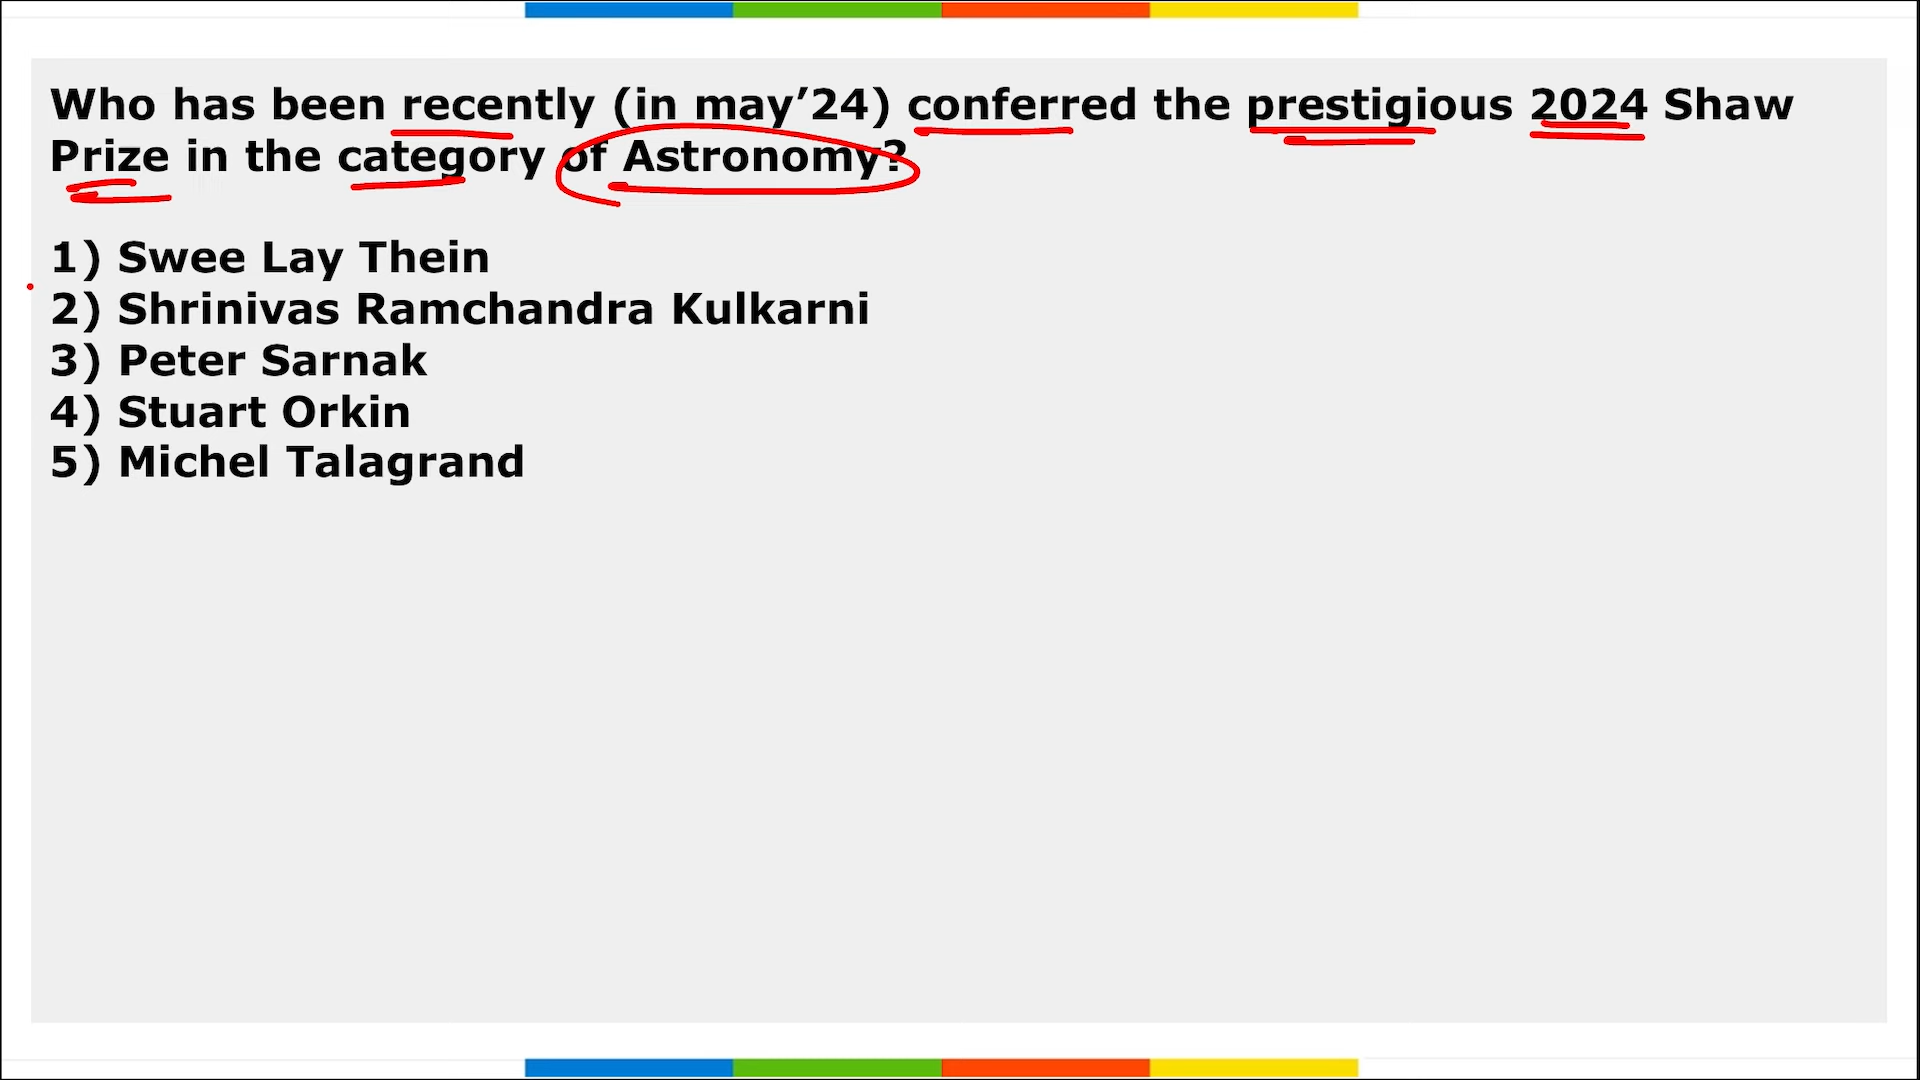 Who has been recently (in may’24) conferred the prestigious 2024 Shaw
Prize in the category of Astronomy?
1) Swee Lay Thein
2) Shrinivas Ramchandra Kulkarni
3) Peter Sarnak
4) Stuart Orkin
5) Michel Talagrand